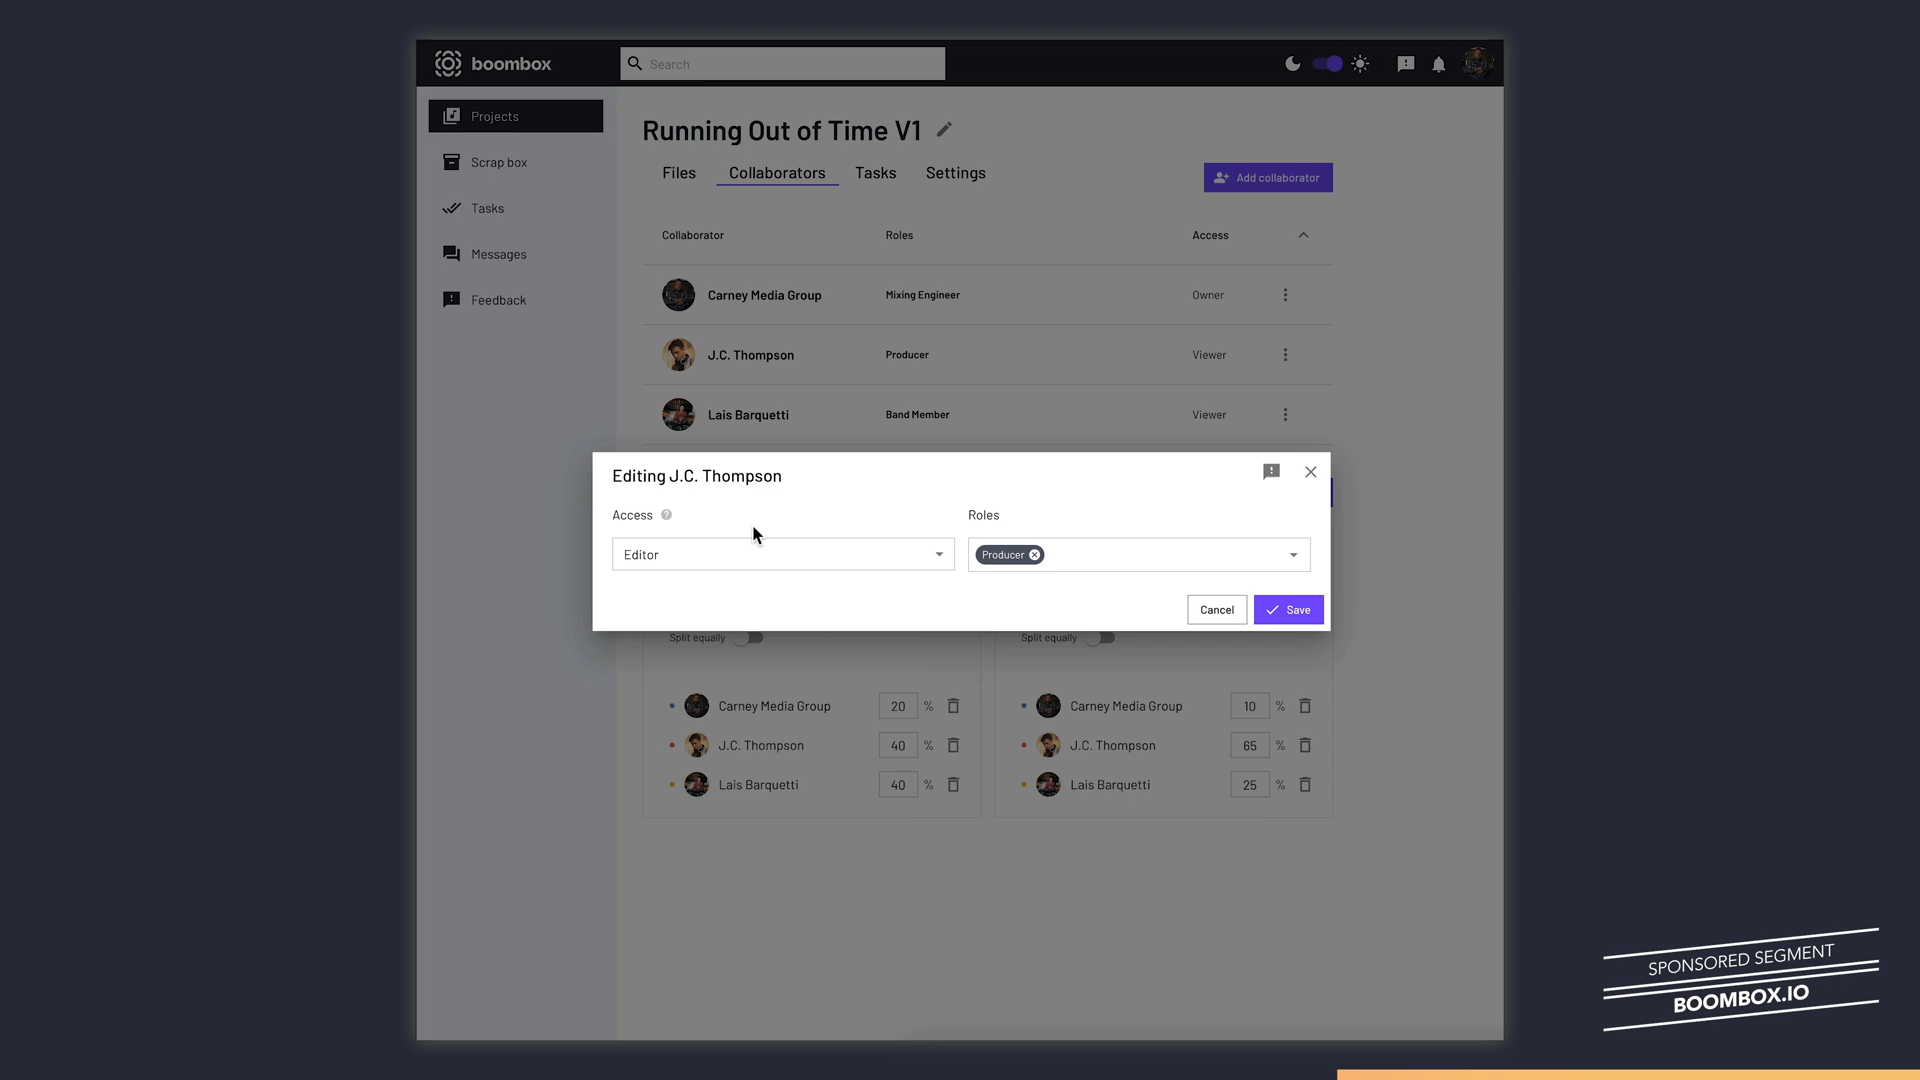 boombox
Search
Projects
Scrap box
Tasks
Messages
Feedback
Running Out of Time V1
Files Collaborators Tasks Settings
Add collaborator
Collaborator Roles Access
Carney Media Group Mixing Engineer Owner
J.C. Thompson Producer Viewer
Lais Barquetti Band Member Viewer
Editing J.C. Thompson
Access Roles
Editor Producer
Cancel Save
Split equally Split equally
Carney Media Group 20 % Carney Media Group 10 %
J.C. Thompson 40 % J.C. Thompson 65 %
Lais Barquetti 40 % Lais Barquetti 25 %
SPONSORED SEGMENT
BOOMBOX.IO